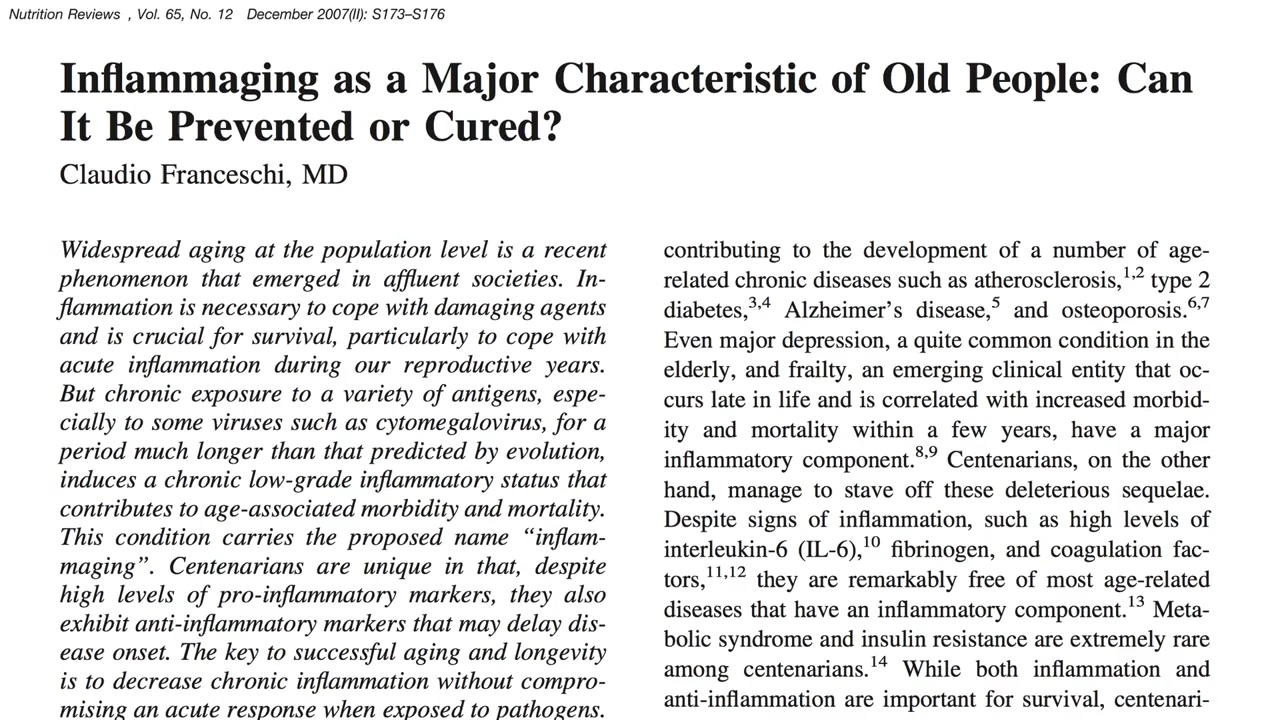 Nutrition Reviews , Vol. 65, No. 12 December 2007(II): S173–S176
Inflammaging as a Major Characteristic of Old People: Can
It Be Prevented or Cured?
Claudio Franceschi, MD
Widespread aging at the population level is a recent
phenomenon that emerged in affluent societies. In-
flammation is necessary to cope with damaging agents
and is crucial for survival, particularly to cope with
acute inflammation during our reproductive years.
But chronic exposure to a variety of antigens, espe-
cially to some viruses such as cytomegalovirus, for a
period much longer than that predicted by evolution,
induces a chronic low-grade inflammatory status that
contributes to age-associated morbidity and mortality.
This condition carries the proposed name “inflam-
maging”. Centenarians are unique in that, despite
high levels of pro-inflammatory markers, they also
exhibit anti-inflammatory markers that may delay dis-
ease onset. The key to successful aging and longevity
is to decrease chronic inflammation without compro-
mising an acute response when exposed to pathogens.
contributing to the development of a number of age-
related chronic diseases such as atherosclerosis,1,2 type 2
diabetes,3,4 Alzheimer’s disease,5 and osteoporosis.6,7
Even major depression, a quite common condition in the
elderly, and frailty, an emerging clinical entity that oc-
curs late in life and is correlated with increased morbid-
ity and mortality within a few years, have a major
inflammatory component.8,9 Centenarians, on the other
hand, manage to stave off these deleterious sequelae.
Despite signs of inflammation, such as high levels of
interleukin-6 (IL-6),10 fibrinogen, and coagulation fac-
tors,11,12 they are remarkably free of most age-related
diseases that have an inflammatory component.13 Meta-
bolic syndrome and insulin resistance are extremely rare
among centenarians.14 While both inflammation and
anti-inflammation are important for survival, centenari-